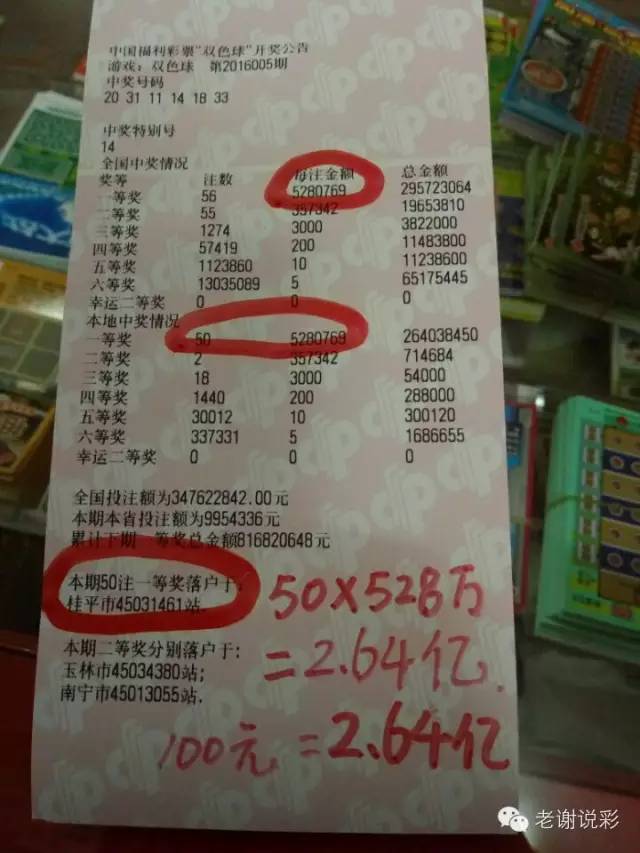 中国福利彩票"双色球"开奖公告
游戏：双色球 第2016005期
中奖号码
20 31 11 14 18 33
中奖特别号
14
全国中奖情况
奖等 注数 每注金额 总金额
一等奖 56 5280769 295723064
二等奖 55 357342 19653810
三等奖 1274 3000 3822000
四等奖 57419 200 11483800
五等奖 1123860 10 11238600
六等奖 13035089 5 65175445
幸运二等奖 0 0 0
本地中奖情况
一等奖 50 5280769 264038450
二等奖 2 357342 714684
三等奖 18 3000 54000
四等奖 1440 200 288000
五等奖 30012 10 300120
六等奖 337331 5 1686655
幸运二等奖 0 0 0
全国投注额为347622842.00元
本期本省投注额为9954336元
累计下期一等奖总金额816820648元
本期50注一等奖落户于:
桂平市45031461站.
本期二等奖分别落户于:
玉林市45034380站;
南宁市45013055站.
50×528万
=2.64亿
100元=2.64亿
老谢说彩